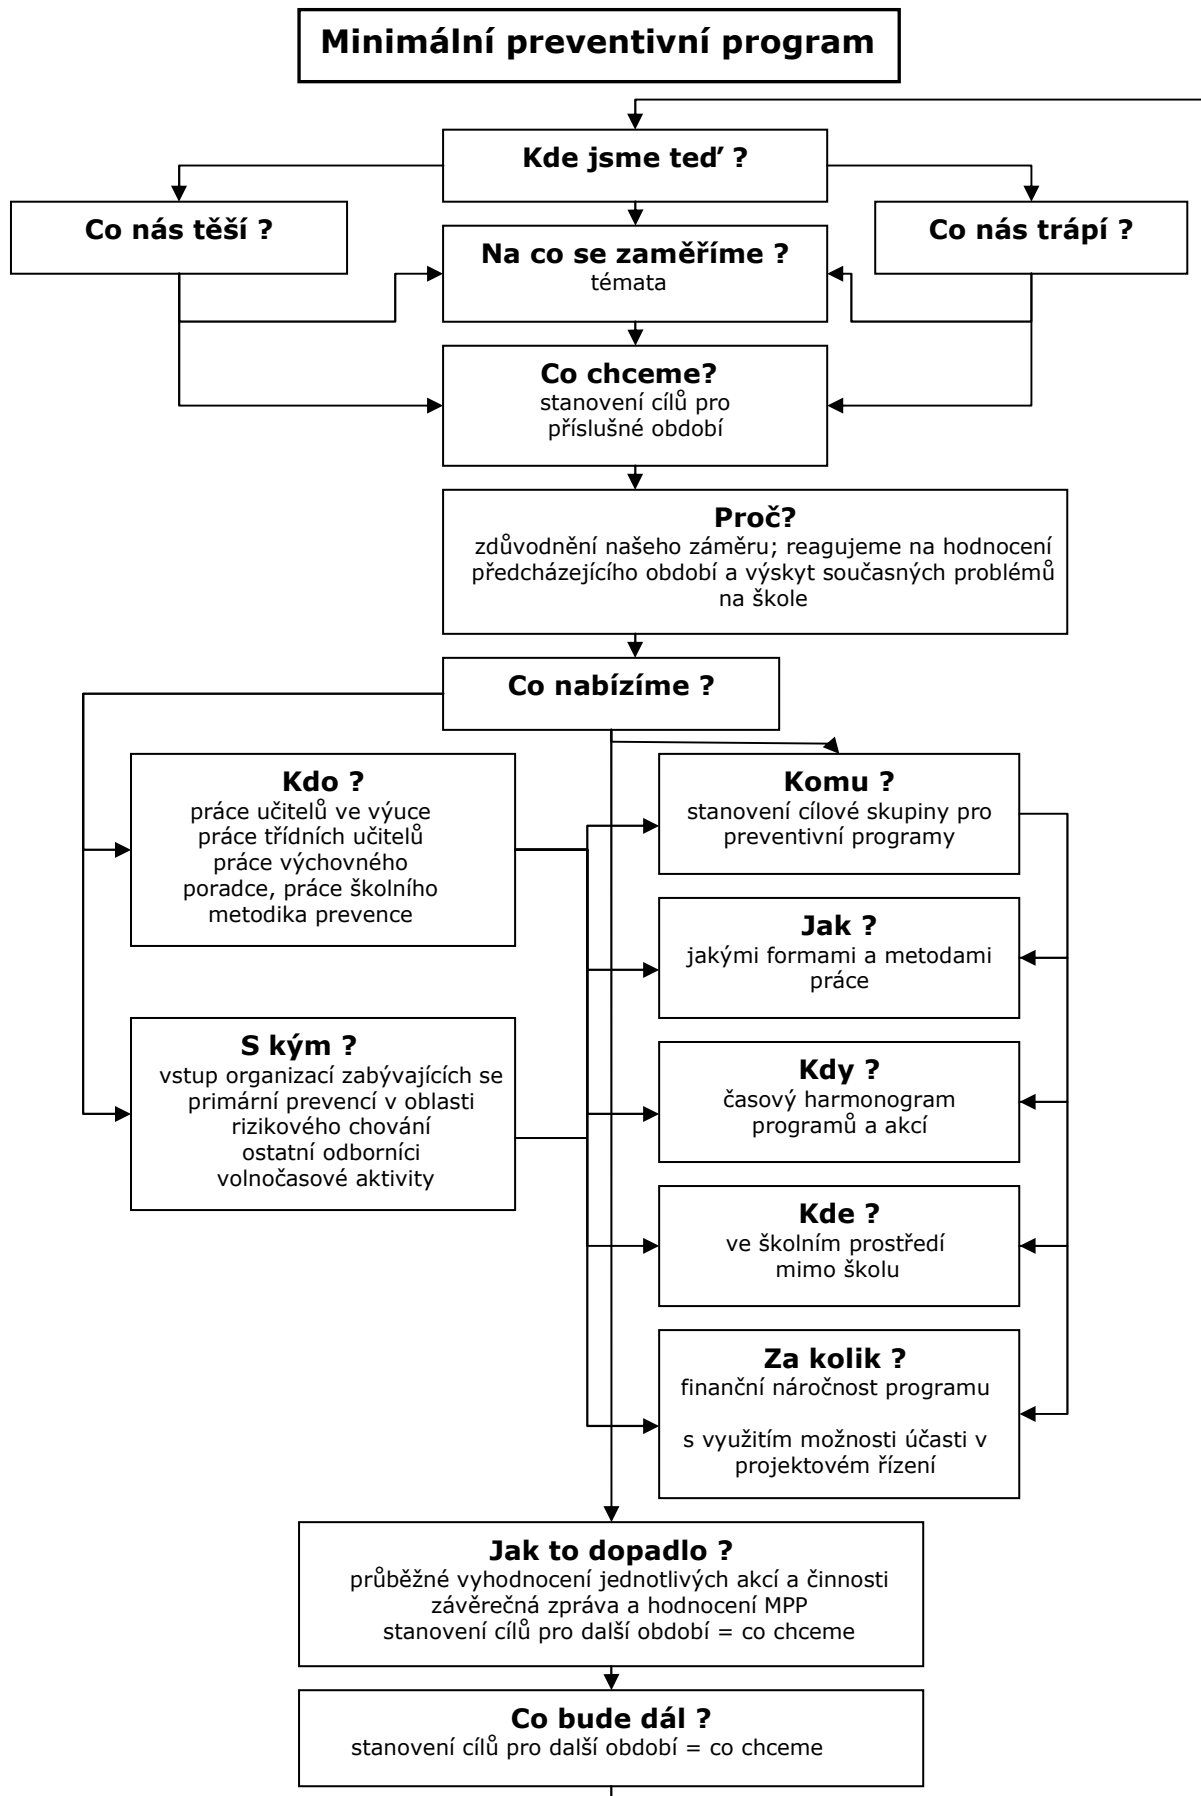 Minimální preventivní program
Kde jsme teď ?
Co nás těší ?
Co nás trápí ?
Na co se zaměříme ?
témata
Co chceme?
stanovení cílů pro
příslušné období
Proč?
zdůvodnění našeho záměru; reagujeme na hodnocení
předcházejícího období a výskyt současných problémů
na škole
Co nabízíme ?
Kdo ?
práce učitelů ve výuce
práce třídních učitelů
práce výchovného
poradce, práce školního
metodika prevence
Komu ?
stanovení cílové skupiny pro
preventivní programy
Jak ?
jakými formami a metodami
práce
S kým ?
vstup organizací zabývajících se
primární prevencí v oblasti
rizikového chování
ostatní odborníci
volnočasové aktivity
Kdy ?
časový harmonogram
programů a akcí
Kde ?
ve školním prostředí
mimo školu
Za kolik ?
finanční náročnost programu
s využitím možnosti účasti v
projektovém řízení
Jak to dopadlo ?
průběžné vyhodnocení jednotlivých akcí a činnosti
závěrečná zpráva a hodnocení MPP
stanovení cílů pro další období = co chceme
Co bude dál ?
stanovení cílů pro další období = co chceme